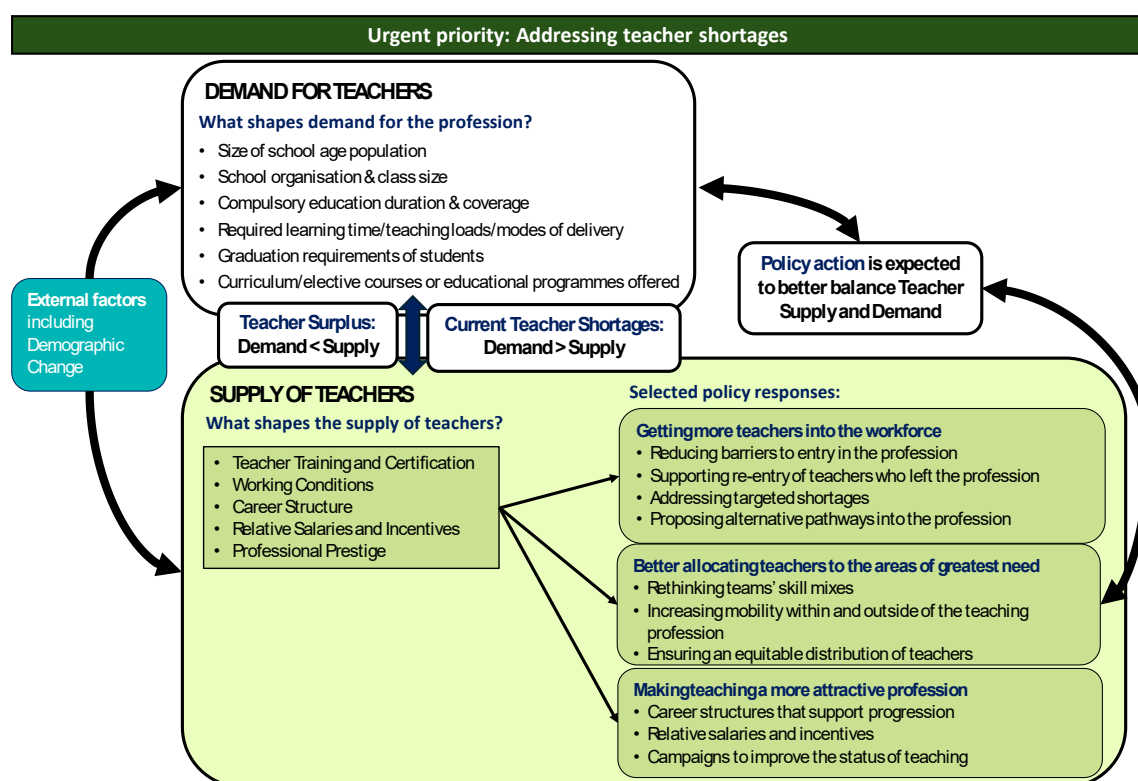 Urgent priority: Addressing teacher shortages
DEMAND FOR TEACHERS
What shapes demand for the profession?
• Size of school age population
• School organisation & class size
• Compulsory education duration & coverage
• Required learning time/teaching loads/modes of delivery
• Graduation requirements of students
• Curriculum/elective courses or educational programmes offered
External factors
including
Demographic
Change
Policy action is expected
to better balance Teacher
Supply and Demand
Teacher Surplus:
Demand < Supply
Current Teacher Shortages:
Demand > Supply
SUPPLY OF TEACHERS
What shapes the supply of teachers?
• Teacher Training and Certification
• Working Conditions
• Career Structure
• Relative Salaries and Incentives
• Professional Prestige
Selected policy responses:
Getting more teachers into the workforce
• Reducing barriers to entry in the profession
• Supporting re-entry of teachers who left the profession
• Addressing targeted shortages
• Proposing alternative pathways into the profession
Better allocating teachers to the areas of greatest need
• Rethinking teams' skill mixes
• Increasing mobility within and outside of the teaching
profession
• Ensuring an equitable distribution of teachers
Making teaching a more attractive profession
• Career structures that support progression
• Relative salaries and incentives
• Campaigns to improve the status of teaching